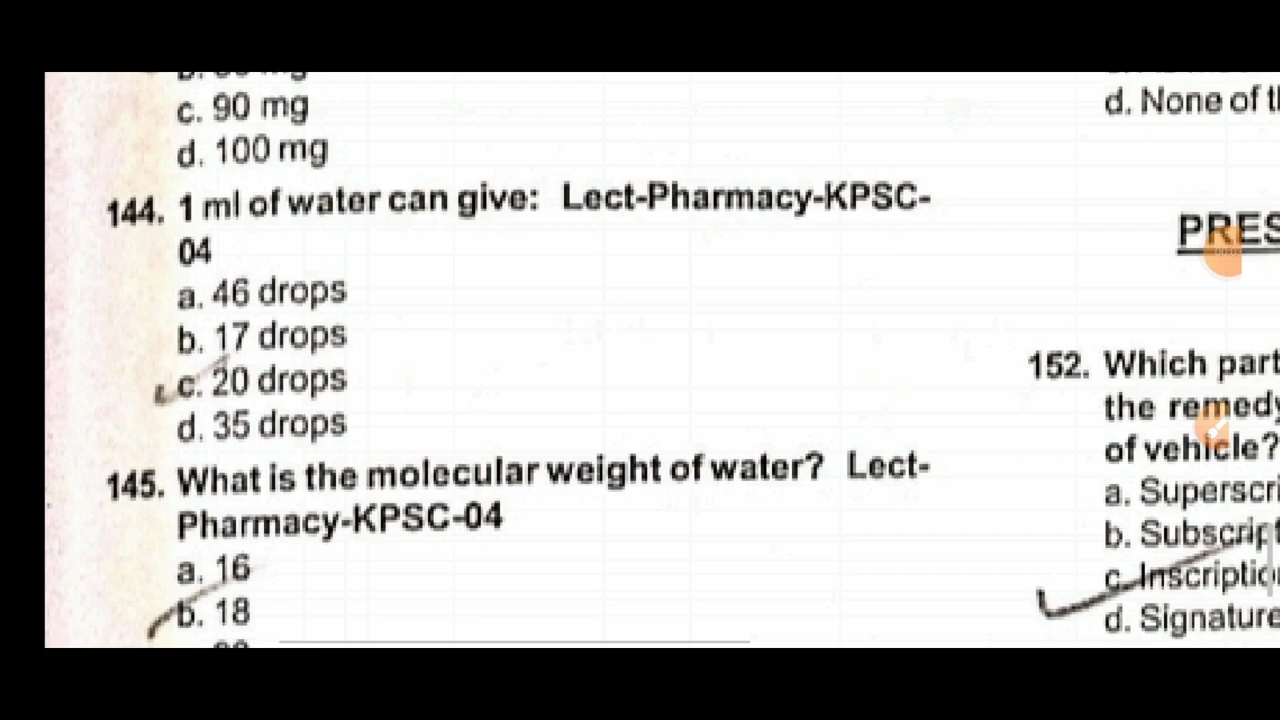 c. 90 mg
d. 100 mg
144. 1 ml of water can give: Lect-Pharmacy-KPSC-
04
a. 46 drops
b. 17 drops
c. 20 drops
d. 35 drops
145. What is the molecular weight of water? Lect-
Pharmacy-KPSC-04
a. 16
b. 18
d. None of
PRES
152. Which part
the remedy
of vehicle?
a. Superscri
b. Subscript
c. Inscriptio
d. Signature